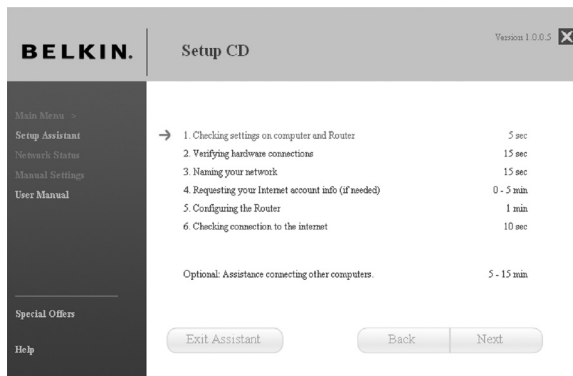 BELKIN.
Setup CD
Version 1.0.0.5
Main Menu >
Setup Assistant
Network Status
Manual Settings
User Manual
Special Offers
Help
1. Checking settings on computer and Router 5 sec
2. Verifying hardware connections 15 sec
3. Naming your network 15 sec
4. Requesting your Internet account info (if needed) 0 - 5 min
5. Configuring the Router 1 min
6. Checking connection to the internet 10 sec
Optional: Assistance connecting other computers. 5 - 15 min
Exit Assistant
Back
Next